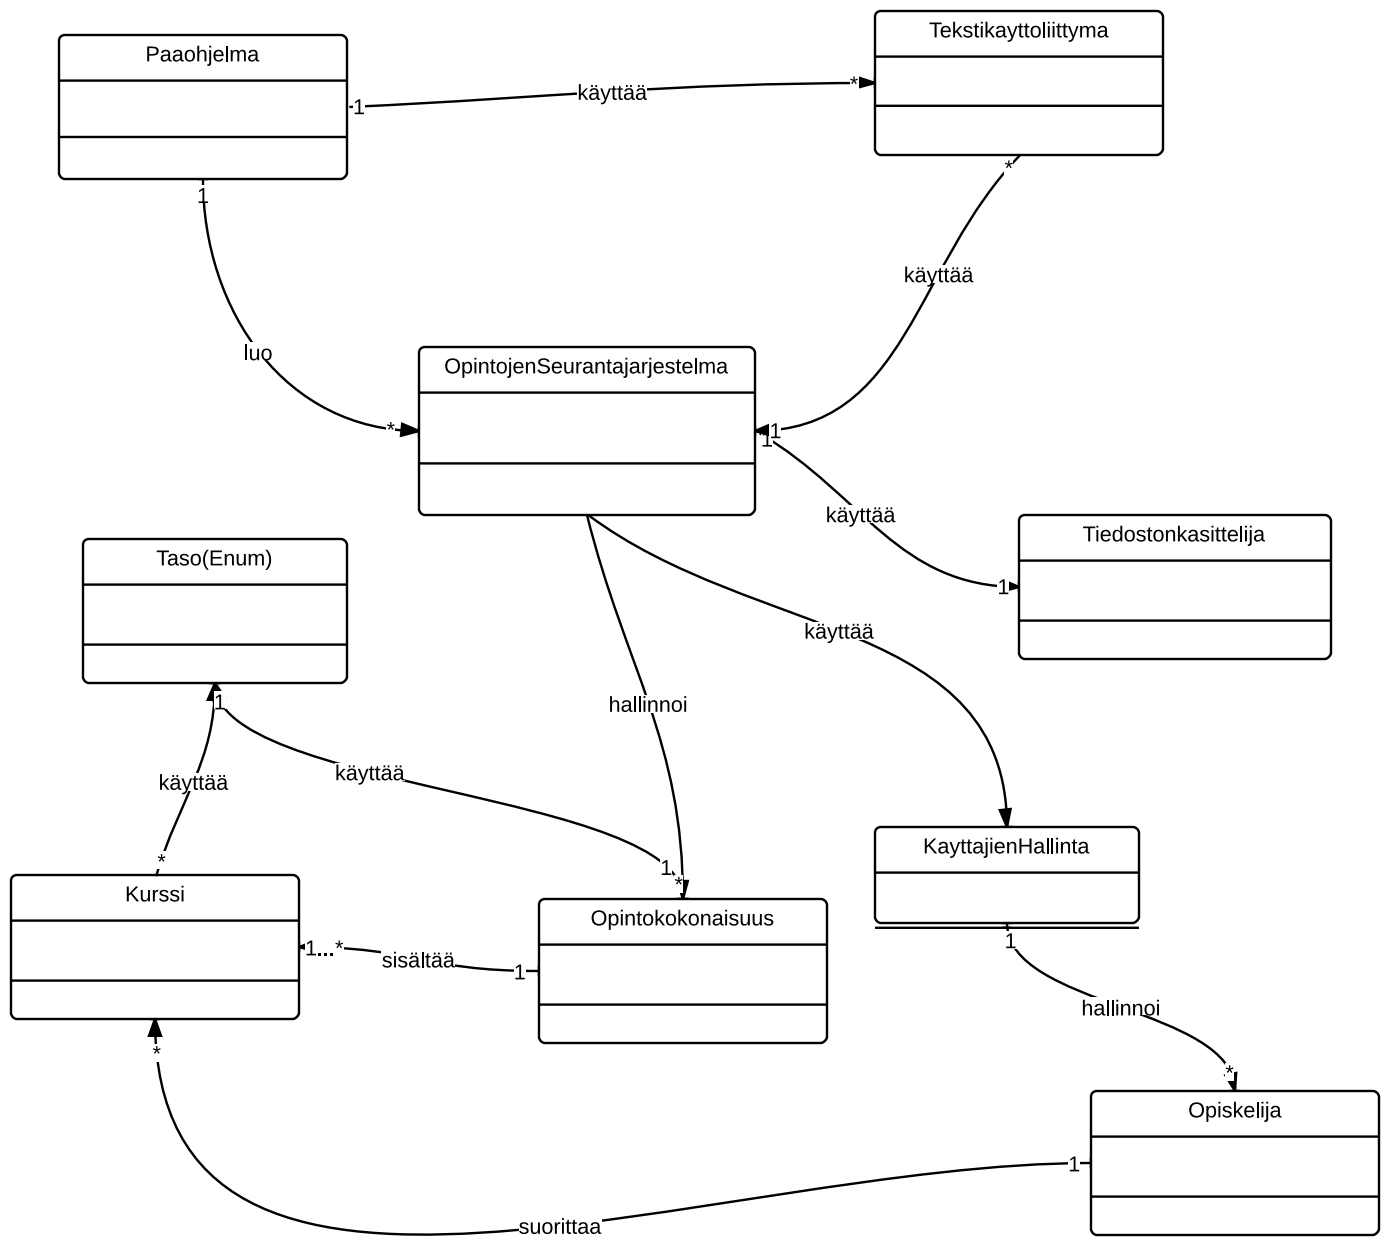 Paaohjelma
Tekstikayttoliittyma
1
käyttää
*
1
*
käyttää
luo
OpintojenSeurantajarjestelma
*
1
1
käyttää
Tiedostonkasittelija
1
Taso(Enum)
käyttää
hallinnoi
1
käyttää
käyttää
*
1
*
KayttajienHallinta
Kurssi
Opintokokonaisuus
1...*
sisältää
1
1
hallinnoi
*
*
Opiskelija
1
suorittaa